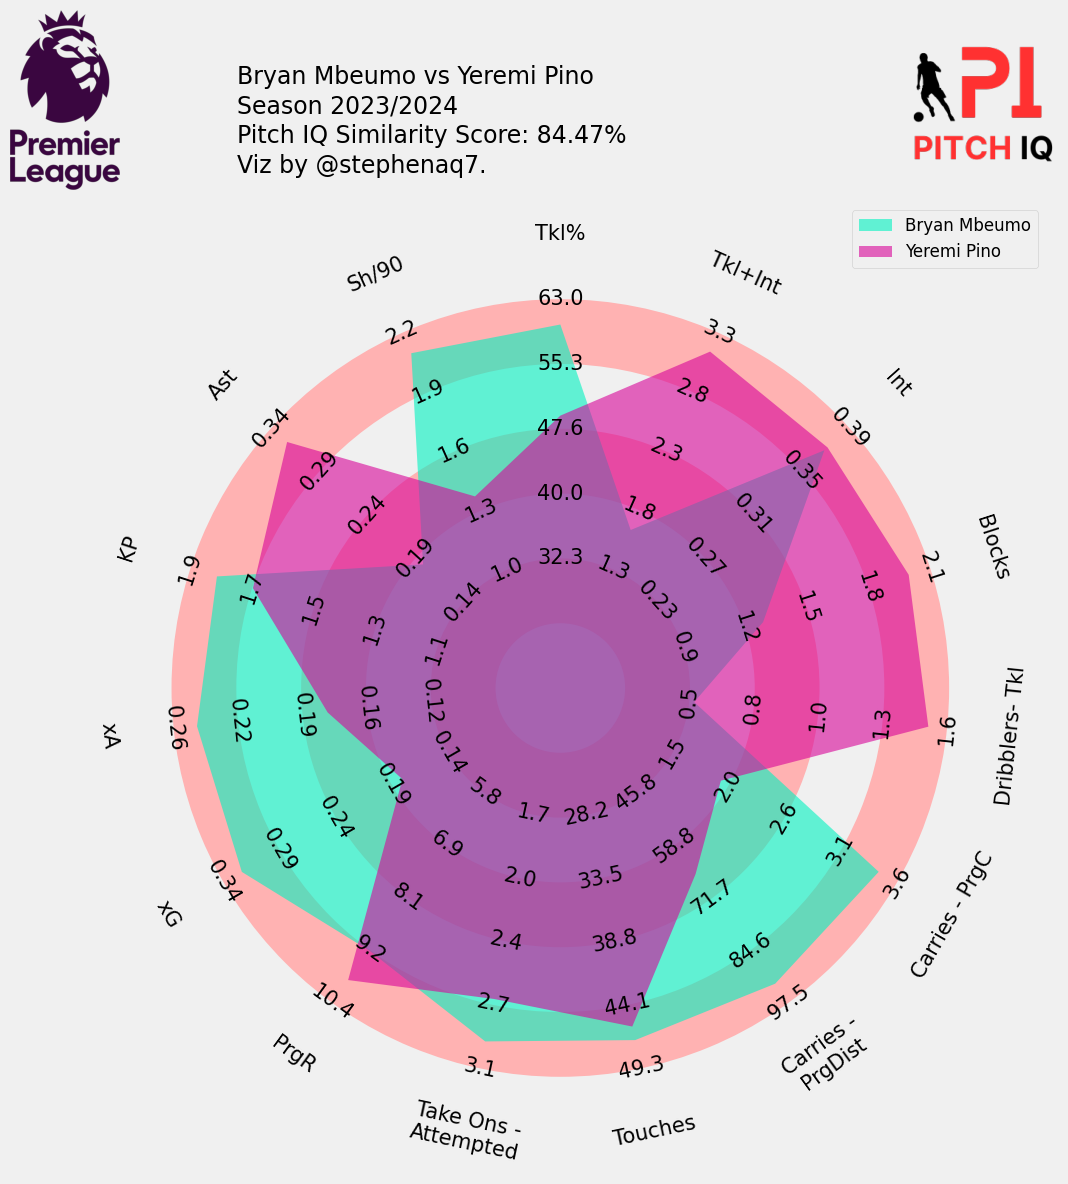 Premier
League
Bryan Mbeumo vs Yeremi Pino
Season 2023/2024
Pitch IQ Similarity Score: 84.47%
Viz by @stephenaq7.
PI
PITCH IQ
Bryan Mbeumo
Yeremi Pino
Tkl%
63.0
55.3
47.6
40.0
32.3
Tkl+Int
3.3
2.8
2.3
1.8
1.3
Int
0.39
0.35
0.31
0.27
0.23
Blocks
2.1
1.8
1.5
1.2
0.9
Dribblers- Tkl
1.6
1.3
1.0
0.8
0.5
Carries - PrgC
3.6
3.1
2.6
2.0
1.5
Carries -
PrgDist
97.5
84.6
71.7
58.8
45.8
Touches
49.3
44.1
38.8
33.5
28.2
Take Ons -
Attempted
3.1
2.7
2.4
2.0
1.7
PrgR
10.4
9.2
8.1
6.9
5.8
xG
0.34
0.29
0.24
0.19
0.14
xA
0.26
0.22
0.19
0.16
0.12
KP
1.9
1.7
1.5
1.3
1.1
Ast
0.34
0.29
0.24
0.19
0.14
Sh/90
2.2
1.9
1.6
1.3
1.0